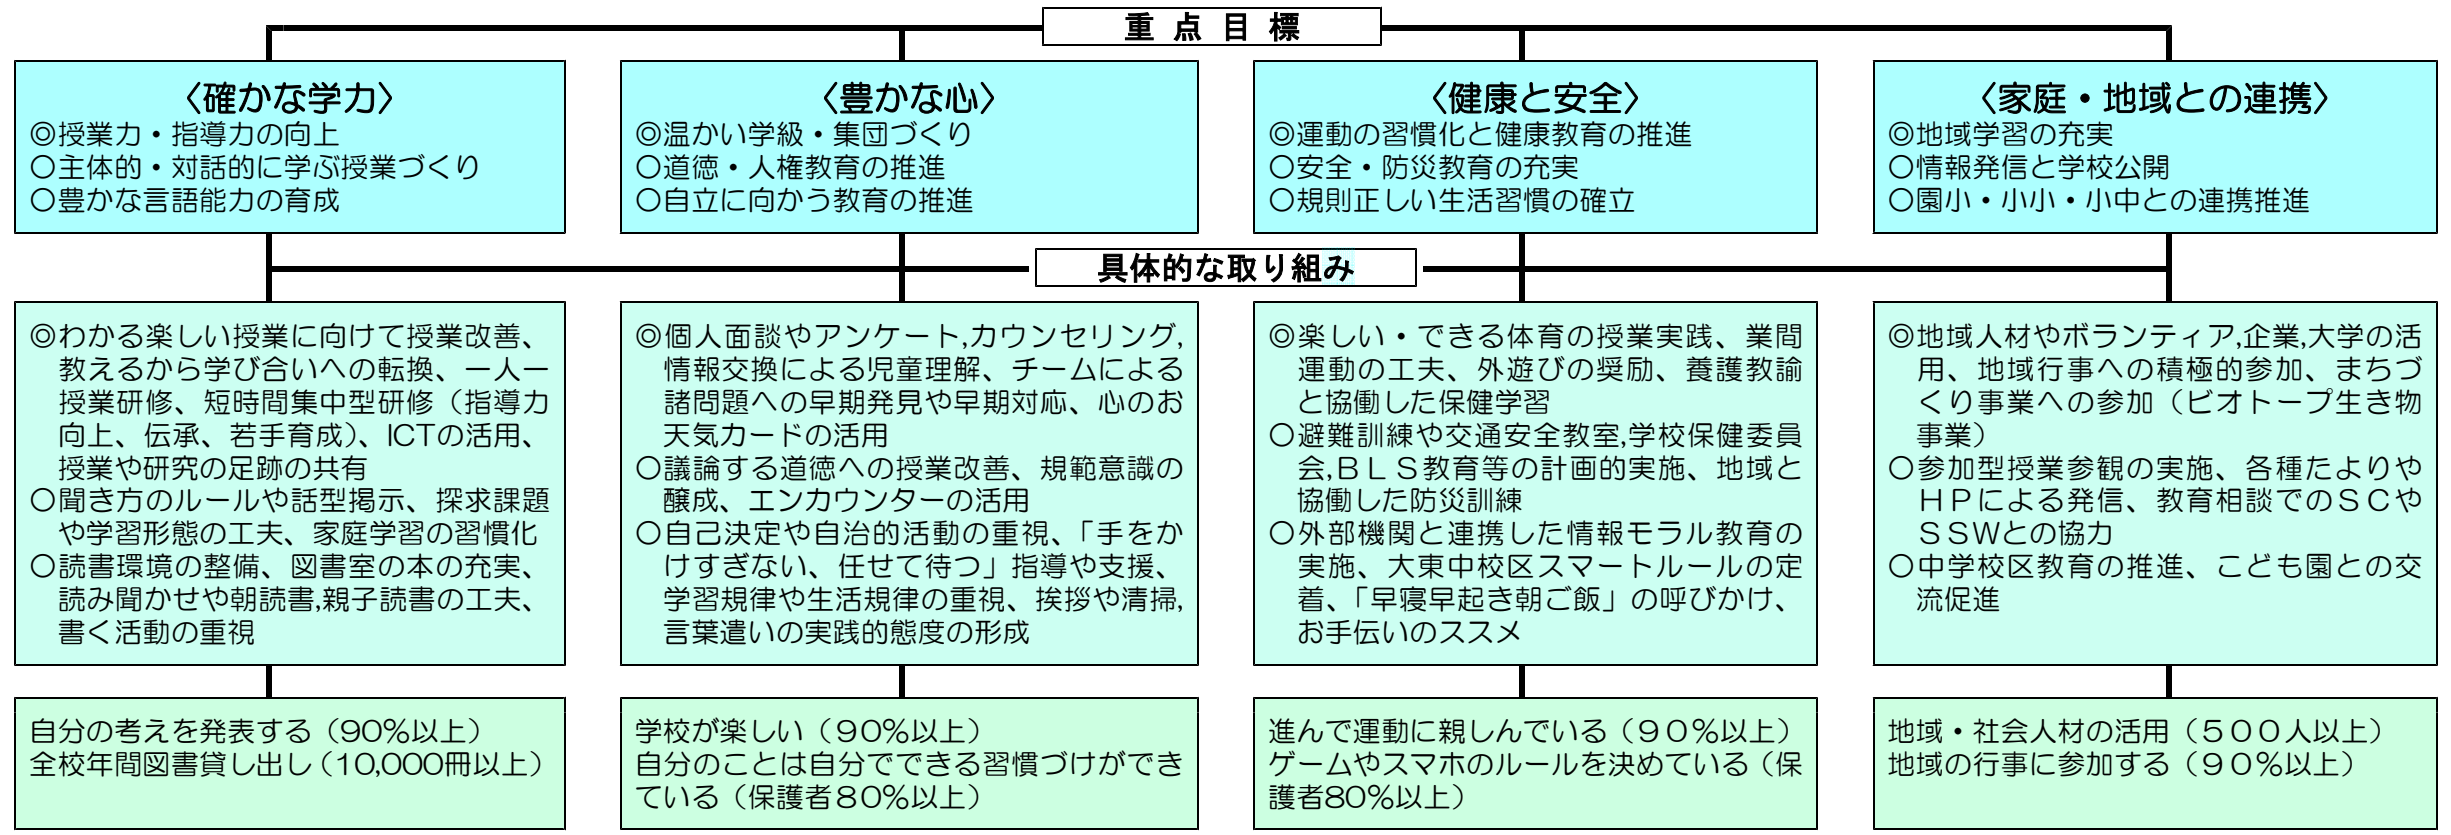 重点目標
〈確かな学力〉
◎授業力・指導力の向上
○主体的・対話的に学ぶ授業づくり
○豊かな言語能力の育成
〈豊かな心〉
◎温かい学級・集団づくり
○道徳・人権教育の推進
○自立に向かう教育の推進
〈健康と安全〉
◎運動の習慣化と健康教育の推進
○安全・防災教育の充実
○規則正しい生活習慣の確立
〈家庭・地域との連携〉
◎地域学習の充実
○情報発信と学校公開
○園小・小小・小中との連携推進
具体的な取り組み
◎わかる楽しい授業に向けて授業改善、
教えるから学び合いへの転換、一人一
授業研修、短時間集中型研修（指導力
向上、伝承、若手育成）、ICTの活用、
授業や研究の足跡の共有
○聞き方のルールや話型掲示、探求課題
や学習形態の工夫、家庭学習の習慣化
○読書環境の整備、図書室の本の充実、
読み聞かせや朝読書,親子読書の工夫、
書く活動の重視
◎個人面談やアンケート,カウンセリング,
情報交換による児童理解、チームによる
諸問題への早期発見や早期対応、心のお
天気カードの活用
○議論する道徳への授業改善、規範意識の
醸成、エンカウンターの活用
○自己決定や自治的活動の重視、「手をか
けすぎない、任せて待つ」指導や支援、
学習規律や生活規律の重視、挨拶や清掃,
言葉遣いの実践的態度の形成
◎楽しい・できる体育の授業実践、業間
運動の工夫、外遊びの奨励、養護教諭
と協働した保健学習
○避難訓練や交通安全教室,学校保健委員
会,ＢＬＳ教育等の計画的実施、地域と
協働した防災訓練
○外部機関と連携した情報モラル教育の
実施、大東中校区スマートルールの定
着、「早寝早起き朝ご飯」の呼びかけ、
お手伝いのススメ
◎地域人材やボランティア,企業,大学の活
用、地域行事への積極的参加、まちづ
くり事業への参加（ビオトープ生き物
事業）
○参加型授業参観の実施、各種たよりや
ＨＰによる発信、教育相談でのＳＣや
ＳＳＷとの協力
○中学校区教育の推進、こども園との交
流促進
自分の考えを発表する（90％以上）
全校年間図書貸し出し（10,000冊以上）
学校が楽しい（９０％以上）
自分のことは自分でできる習慣づけができ
ている（保護者８０％以上）
進んで運動に親しんでいる（９０％以上）
ゲームやスマホのルールを決めている（保
護者80％以上）
地域・社会人材の活用（５００人以上）
地域の行事に参加する（９０％以上）